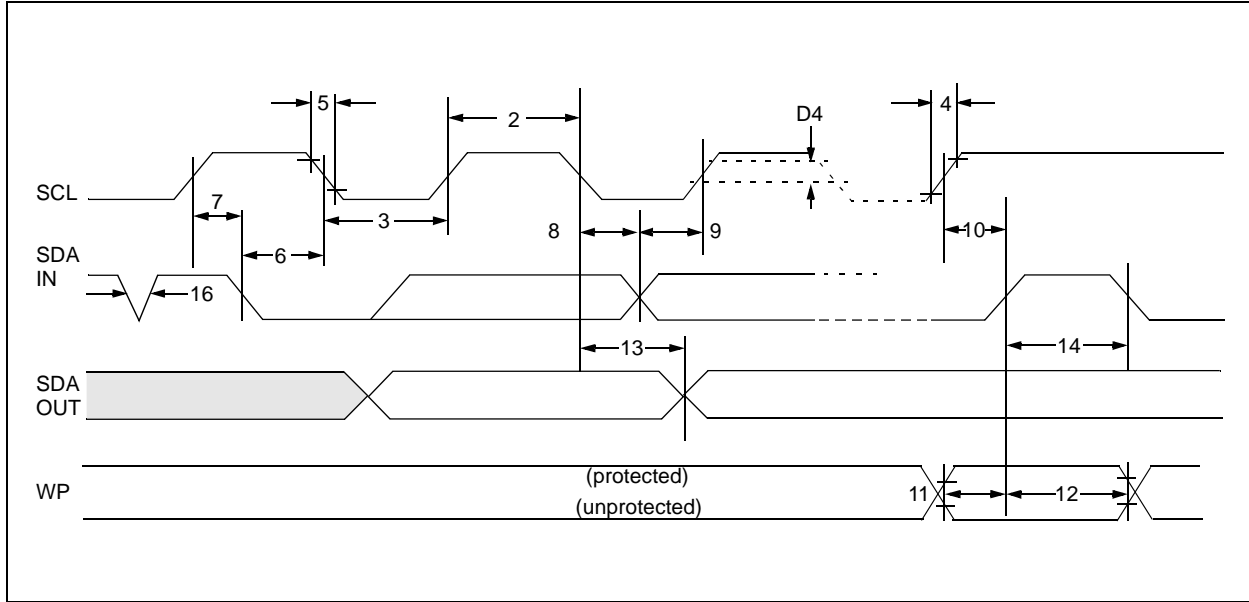 5
2
D4
4
SCL
7
3
8
9
10
SDA
IN
6
16
13
14
SDA
OUT
WP
(protected)
(unprotected)
11
12